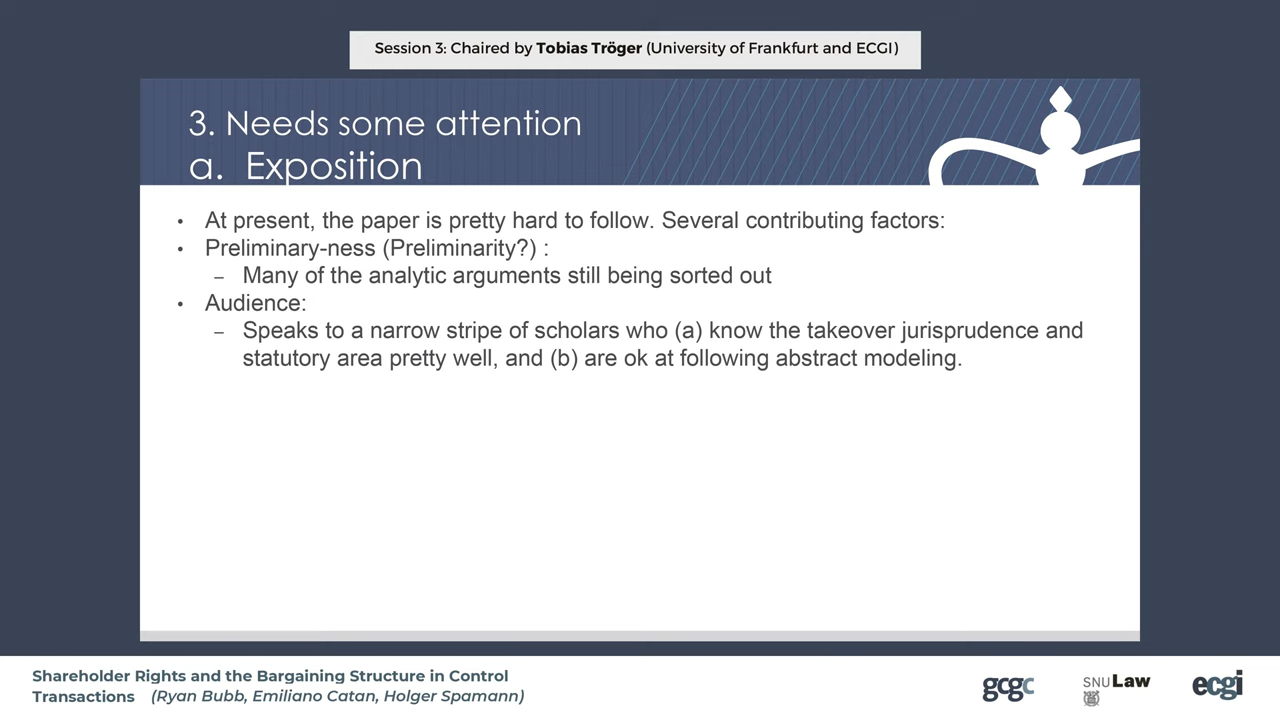 Session 3: Chaired by Tobias Tröger (University of Frankfurt and ECGI)
3. Needs some attention
a. Exposition
• At present, the paper is pretty hard to follow. Several contributing factors:
• Preliminary-ness (Preliminarity?) :
– Many of the analytic arguments still being sorted out
• Audience:
– Speaks to a narrow stripe of scholars who (a) know the takeover jurisprudence and
statutory area pretty well, and (b) are ok at following abstract modeling.
Shareholder Rights and the Bargaining Structure in Control
Transactions (Ryan Bubb, Emiliano Catan, Holger Spamann)
gcgc
SNU Law
ecgi